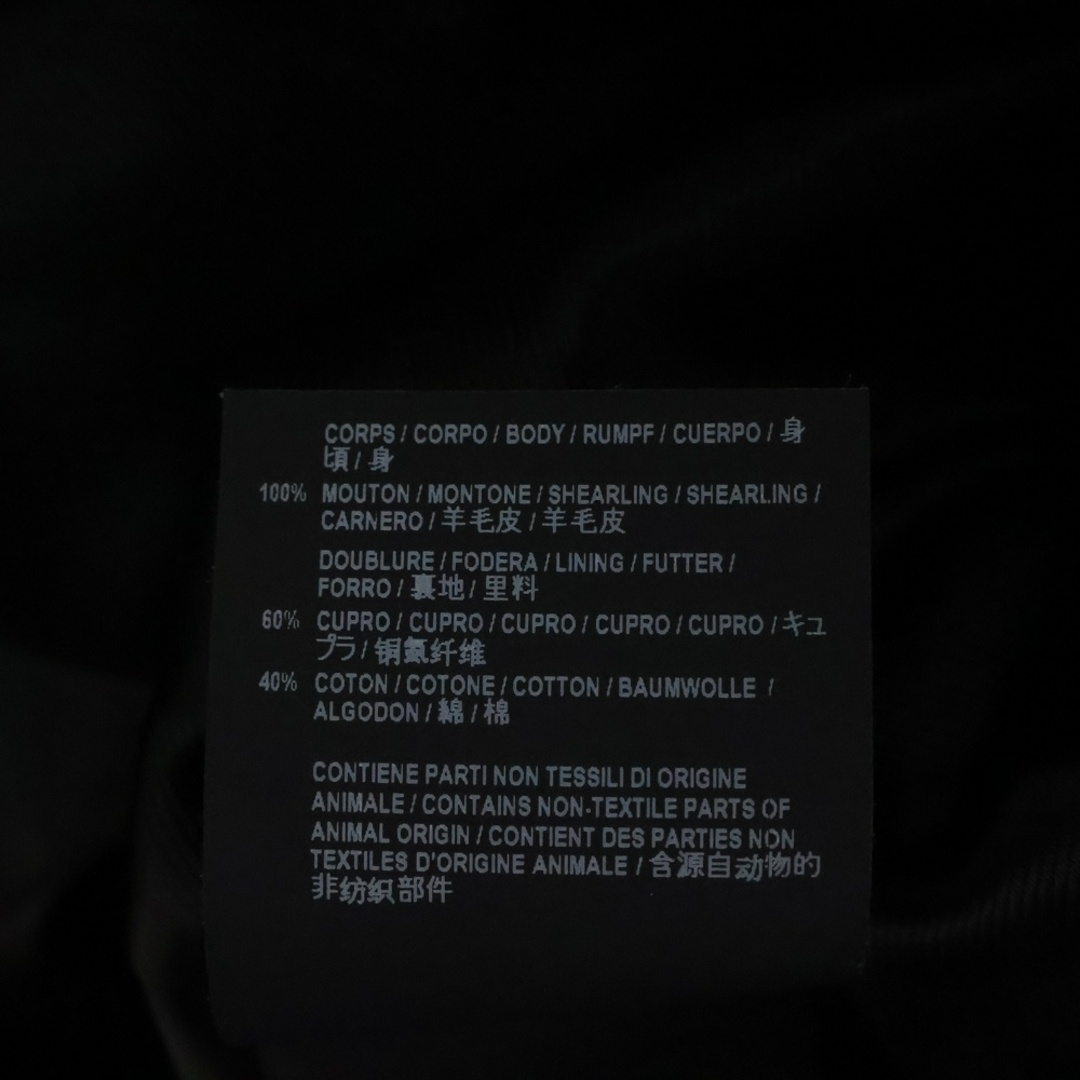 CORPS / CORPO / BODY / RUMPF / CUERPO / 身
頃 / 身
100% MOUTON / MONTONE / SHEARLING / SHEARLING /
CARNERO / 羊毛皮 / 羊毛皮
DOUBLURE / FODERA / LINING / FUTTER /
FORRO / 裏地 / 里料
60% CUPRO / CUPRO / CUPRO / CUPRO / CUPRO / キュ
プラ / 铜氨纤维
40% COTON / COTONE / COTTON / BAUMWOLLE /
ALGODON / 綿 / 棉
CONTIENE PARTI NON TESSILI DI ORIGINE
ANIMALE / CONTAINS NON-TEXTILE PARTS OF
ANIMAL ORIGIN / CONTIENT DES PARTIES NON
TEXTILES D'ORIGINE ANIMALE / 含源自动物的
非纺织部件